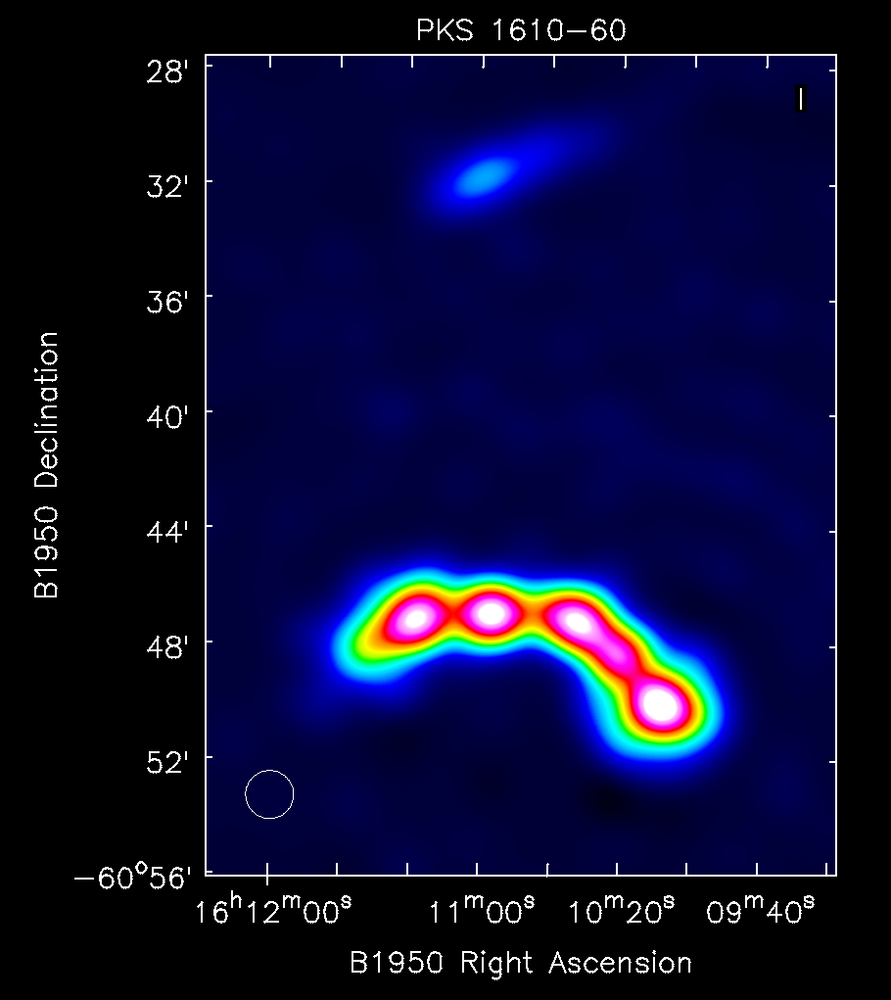 PKS 1610−60
I
28'
32'
36'
40'
44'
48'
52'
−60°56'
16ʰ12ᵐ00ˢ 11ᵐ00ˢ 10ᵐ20ˢ 09ᵐ40ˢ
B1950 Right Ascension
B1950 Declination